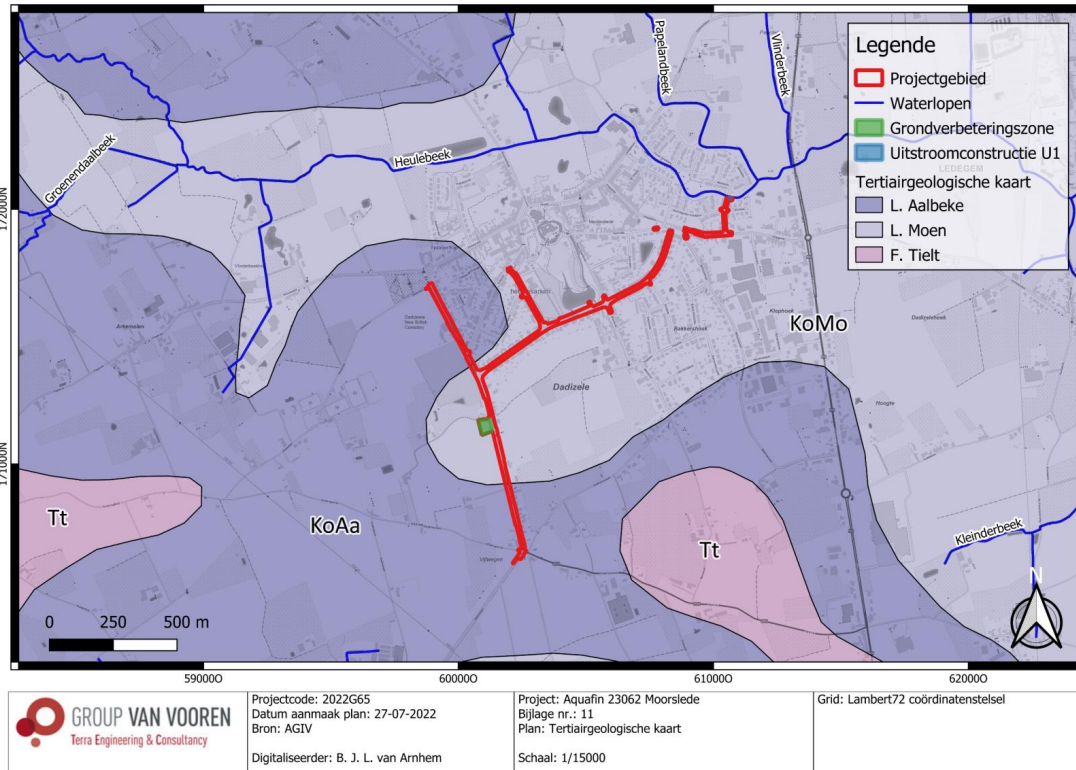 Legende
Projectgebied
Waterlopen
Grondverbeteringszone
Uitstroomconstructie U1
Tertiairgeologische kaart
L. Aalbeke
L. Moen
F. Tielt
Papelandbeek
Vlinderbeek
Groenendaalbeek
Heulebeek
172000N
KoMo
Dadizele
171000N
Tt
KoAa
Tt
Kleinderbeek
N
0 250 500 m
590000 600000 610000 620000
GROUP VAN VOOREN
Terra Engineering & Consultancy
Projectcode: 2022G65
Datum aanmaak plan: 27-07-2022
Bron: AGIV
Digitaliseerder: B. J. L. van Arnhem
Project: Aquafin 23062 Moorslede
Bijlage nr.: 11
Plan: Tertiairgeologische kaart
Schaal: 1/15000
Grid: Lambert72 coördinatenstelsel